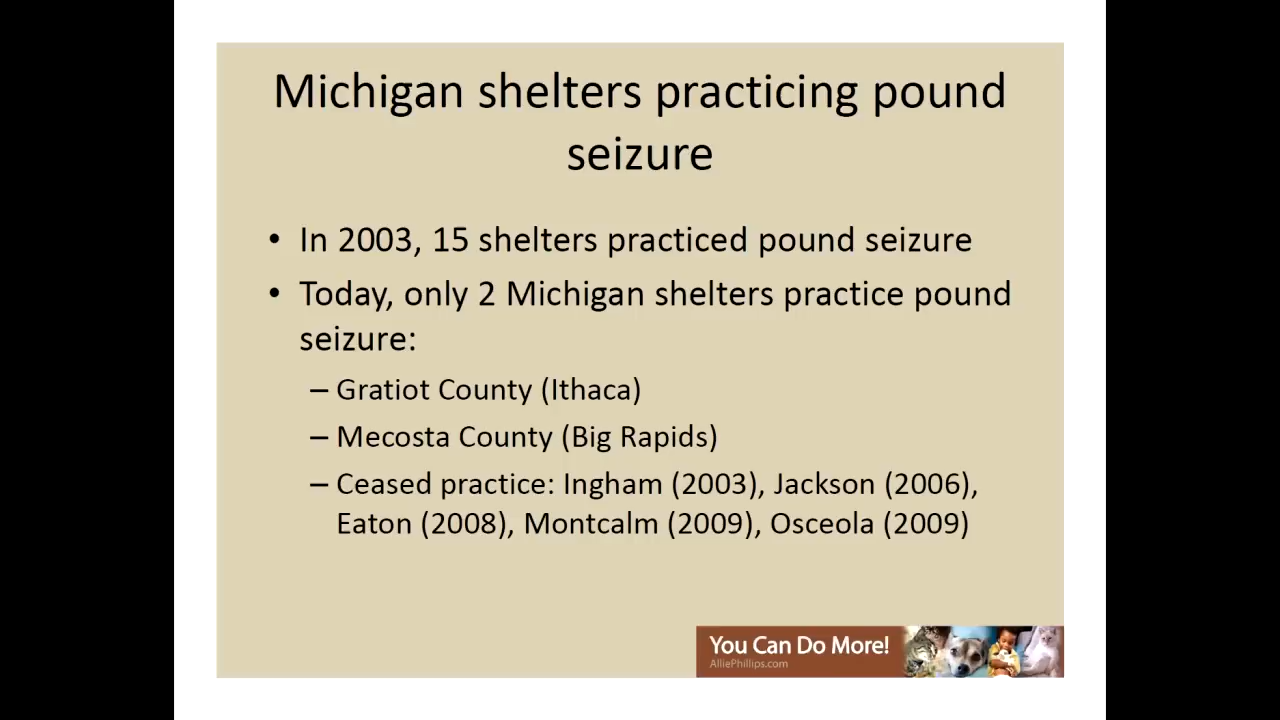 Michigan shelters practicing pound
seizure
• In 2003, 15 shelters practiced pound seizure
• Today, only 2 Michigan shelters practice pound
seizure:
– Gratiot County (Ithaca)
– Mecosta County (Big Rapids)
– Ceased practice: Ingham (2003), Jackson (2006),
Eaton (2008), Montcalm (2009), Osceola (2009)
You Can Do More!
AlliePhillips.com